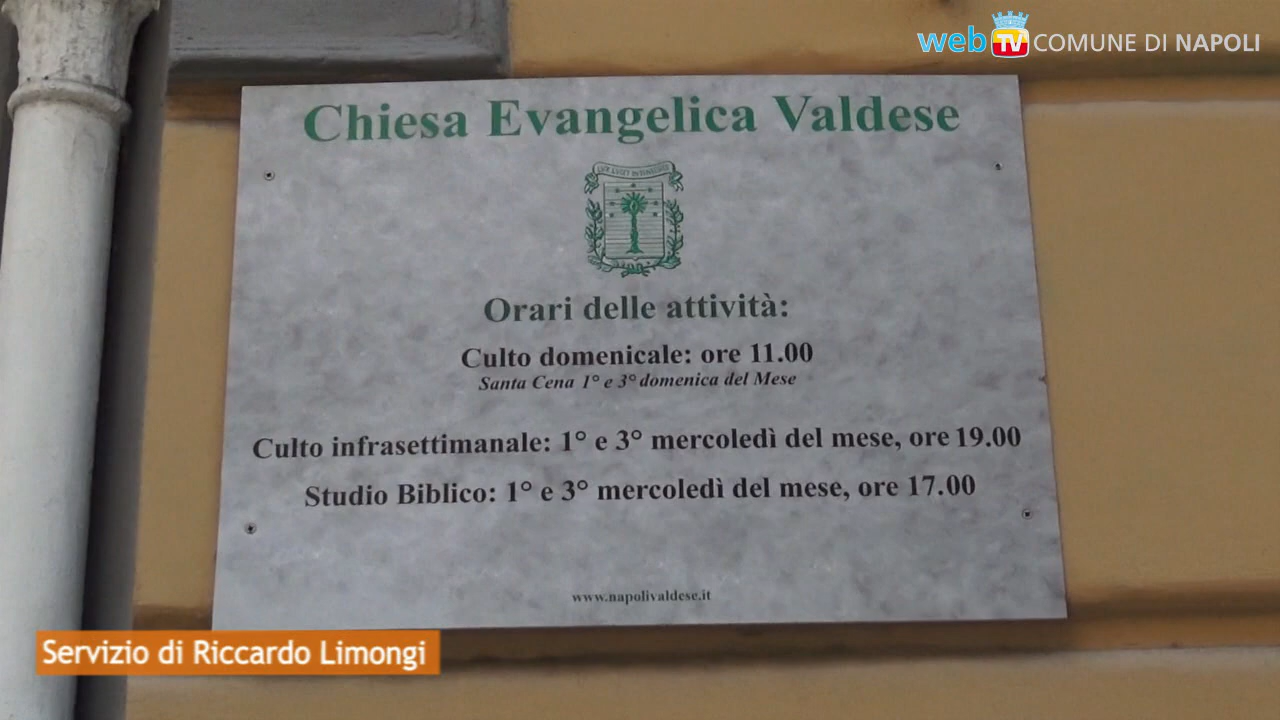 web TV COMUNE DI NAPOLI
Chiesa Evangelica Valdese
Orari delle attività:
Culto domenicale: ore 11.00
Santa Cena 1° e 3° domenica del Mese
Culto infrasettimanale: 1° e 3° mercoledì del mese, ore 19.00
Studio Biblico: 1° e 3° mercoledì del mese, ore 17.00
www.napolivaldese.it
Servizio di Riccardo Limongi